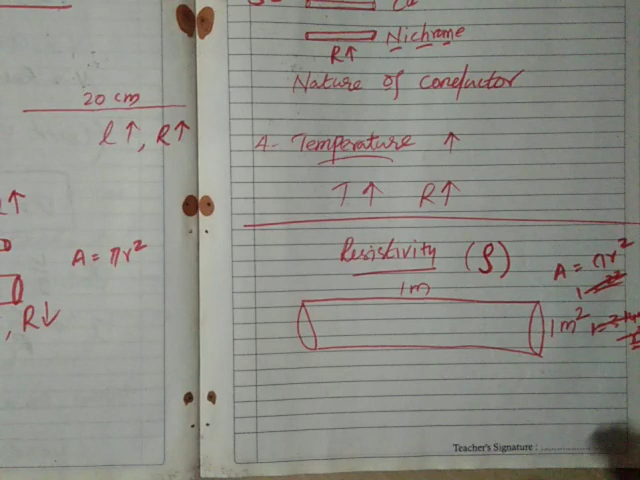 20 cm
l↑, R↑
↑
A = πr²
, R↓
Nichrome
R↑
Nature of conductor
4- Temperature ↑
T↑ R↑
Resistivity (ρ)
A = πr²
1m
1m²
Teacher's Signature :